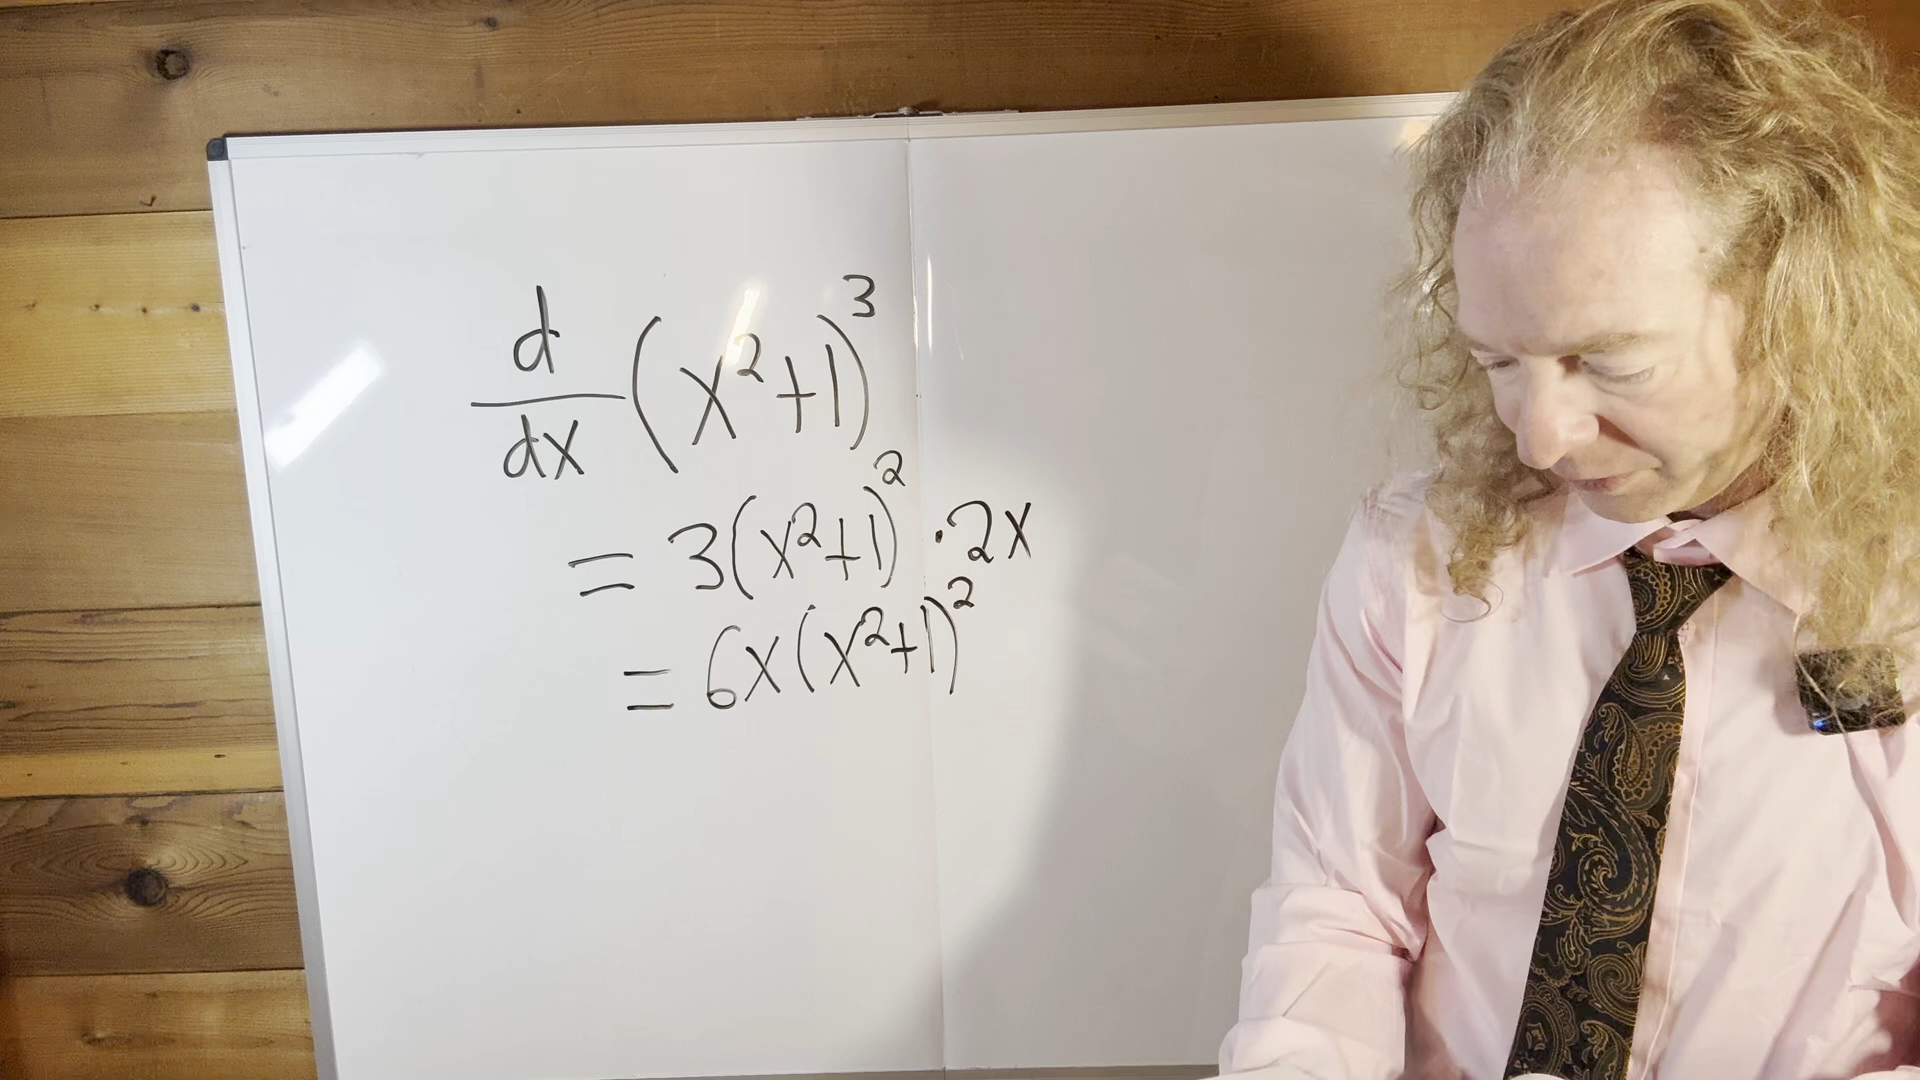 d/dx (x²+1)³
= 3(x²+1)² · 2x
= 6x(x²+1)²